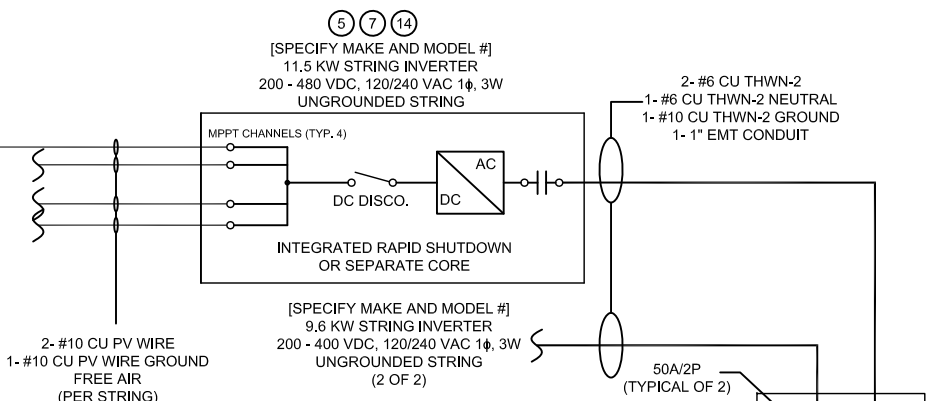 5 7 14
[SPECIFY MAKE AND MODEL #]
11.5 KW STRING INVERTER
200 - 480 VDC, 120/240 VAC 1ϕ, 3W
UNGROUNDED STRING
MPPT CHANNELS (TYP. 4)
DC DISCO.
AC
DC
INTEGRATED RAPID SHUTDOWN
OR SEPARATE CORE
2- #6 CU THWN-2
1- #6 CU THWN-2 NEUTRAL
1- #10 CU THWN-2 GROUND
1- 1" EMT CONDUIT
2- #10 CU PV WIRE
1- #10 CU PV WIRE GROUND
FREE AIR
(PER STRING)
[SPECIFY MAKE AND MODEL #]
9.6 KW STRING INVERTER
200 - 400 VDC, 120/240 VAC 1ϕ, 3W
UNGROUNDED STRING
(2 OF 2)
50A/2P
(TYPICAL OF 2)